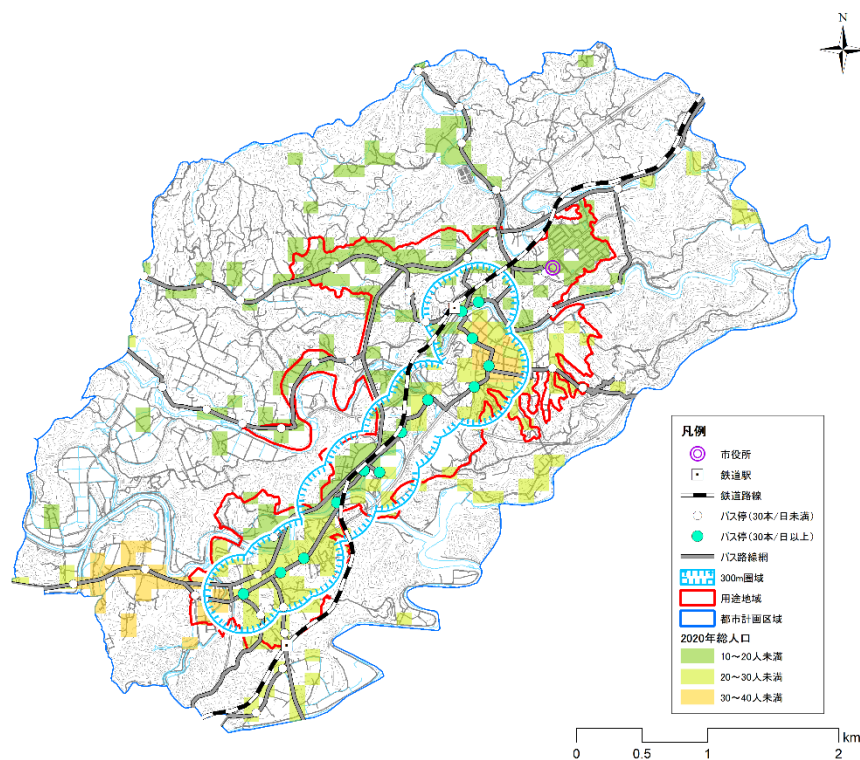 N
凡例
市役所
鉄道駅
鉄道路線
バス停(30本/日未満)
バス停(30本/日以上)
バス路線網
300m圏域
用途地域
都市計画区域
2020年総人口
10～20人未満
20～30人未満
30～40人未満
km
0 0.5 1 2